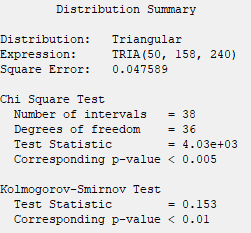 Distribution Summary
Distribution: Triangular
Expression: TRIA(50, 158, 240)
Square Error: 0.047589
Chi Square Test
Number of intervals = 38
Degrees of freedom = 36
Test Statistic = 4.03e+03
Corresponding p-value < 0.005
Kolmogorov-Smirnov Test
Test Statistic = 0.153
Corresponding p-value < 0.01